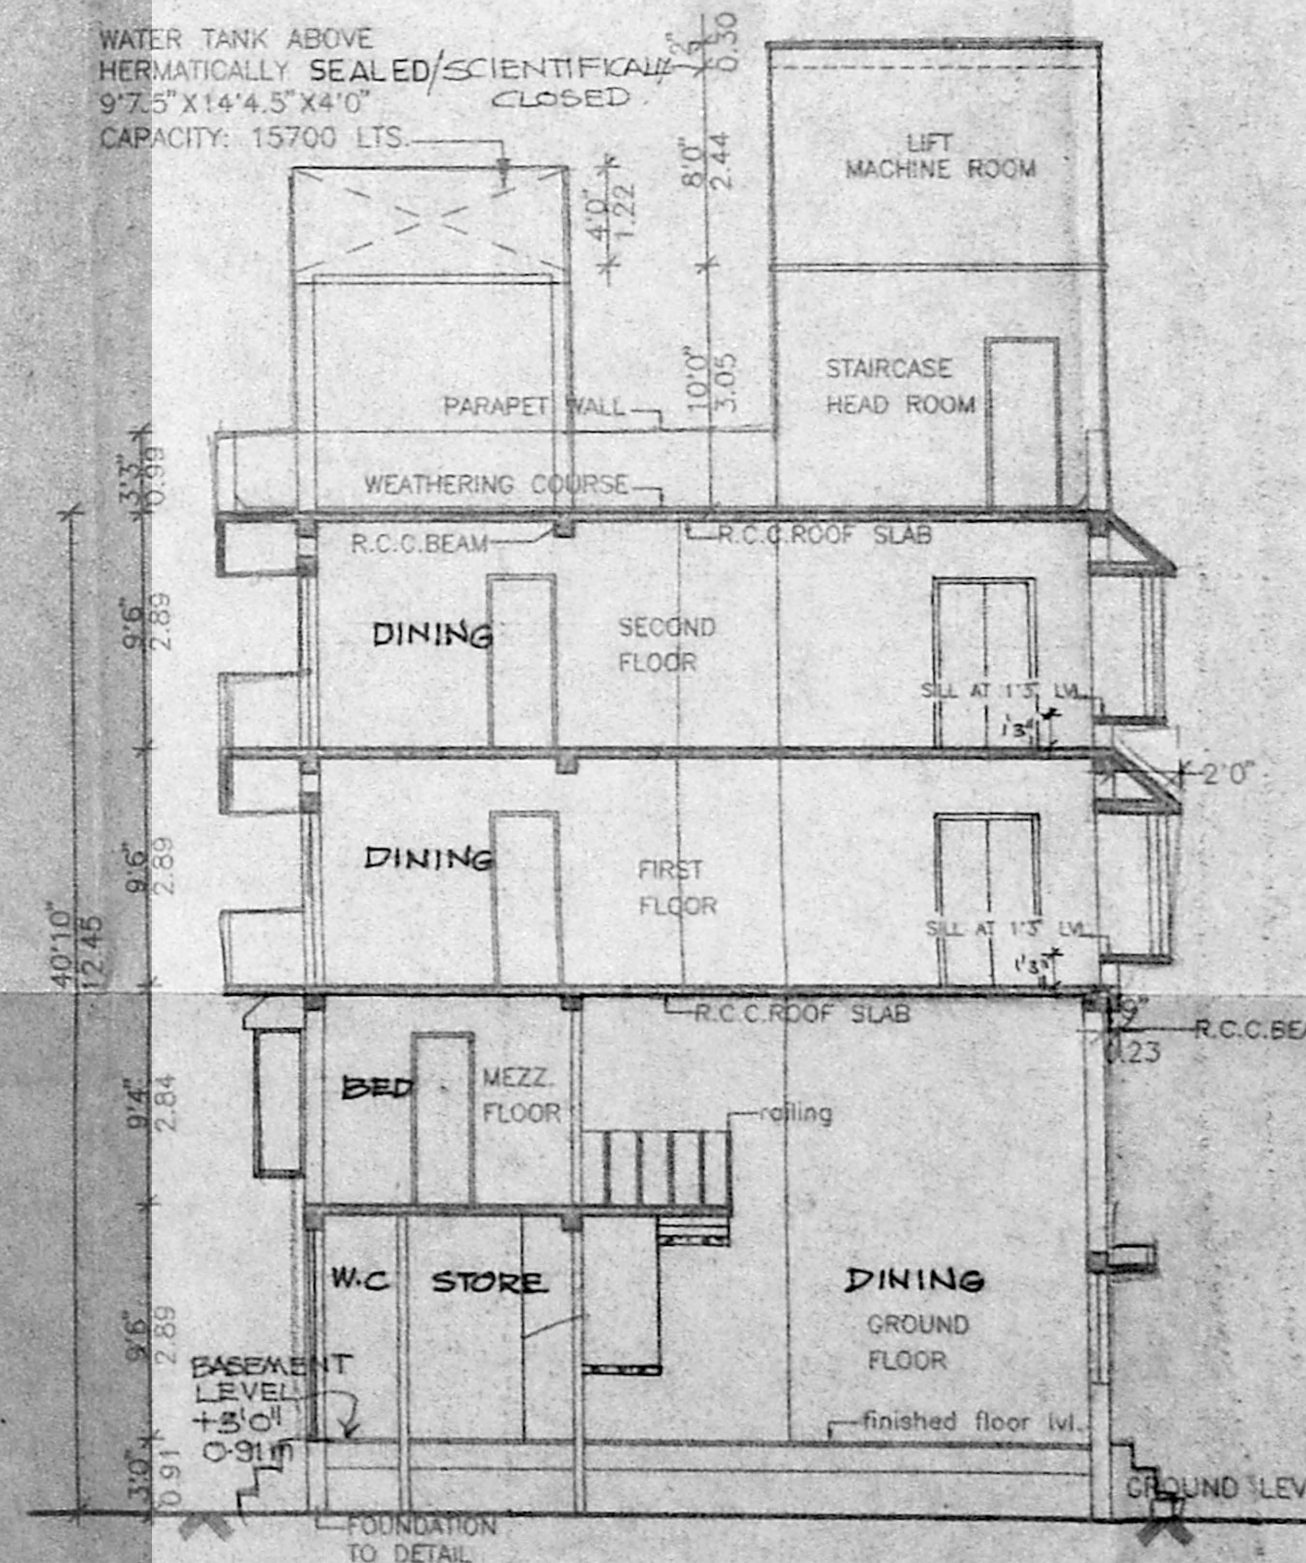 WATER TANK ABOVE
HERMATICALLY SEALED/SCIENTIFICALLY
CLOSED
9'7.5"X14'4.5"X4'0"
CAPACITY: 15700 LTS.
0.30
8'0"
2.44
4'0"
1.22
10'0"
3.05
LIFT
MACHINE ROOM
STAIRCASE
HEAD ROOM
PARAPET WALL
WEATHERING COURSE
3'3"
0.99
R.C.C.BEAM
R.C.C.ROOF SLAB
9'6"
2.89
DINING
SECOND
FLOOR
SILL AT 1'3" LVL.
1'3"
2'0"
9'6"
2.89
DINING
FIRST
FLOOR
SILL AT 1'3" LVL.
1'3"
40'10"
12.45
R.C.C.ROOF SLAB
9"
0.23
R.C.C.BEA
9'4"
2.84
BED
MEZZ.
FLOOR
railing
9'6"
2.89
W.C
STORE
DINING
GROUND
FLOOR
BASEMENT
LEVEL
+3'0"
0.91m
finished floor lvl.
3'0"
0.91
GROUND LEV
FOUNDATION
TO DETAIL